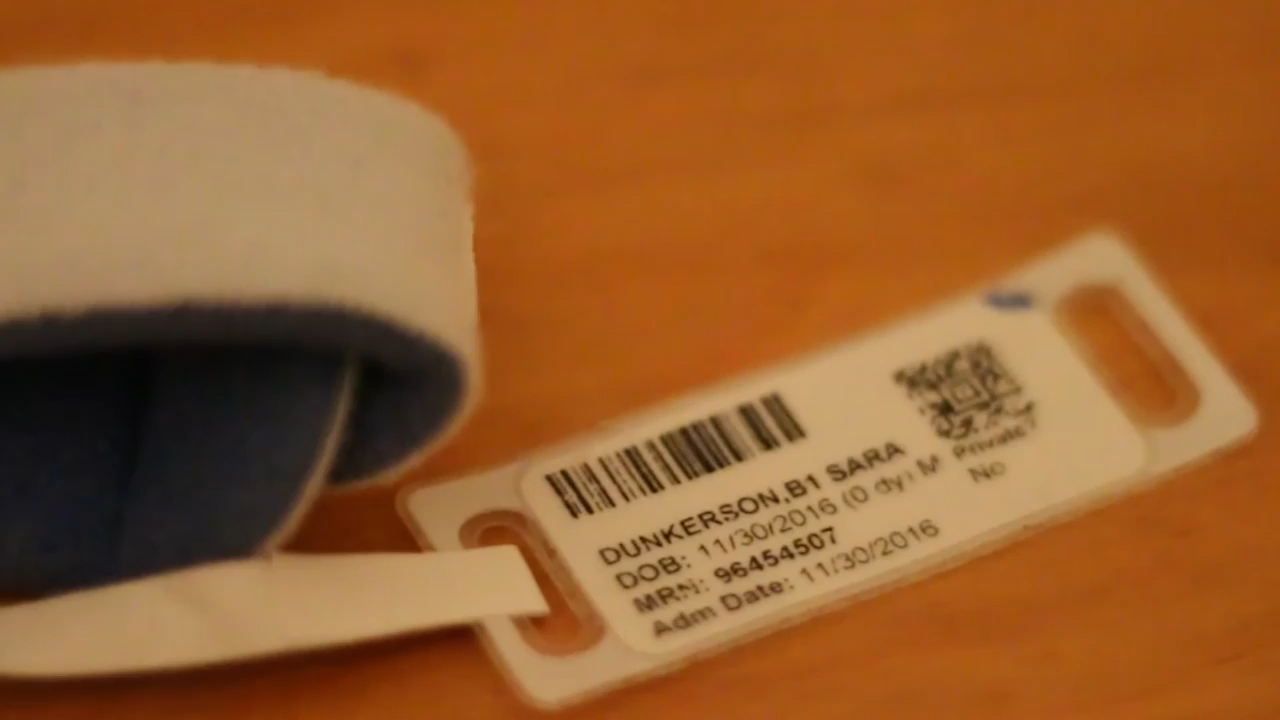 DUNKERSON,B1 SARA
DOB: 11/30/2016 (0 dy) M
MRN: 96454507
Adm Date: 11/30/2016
Private?
No